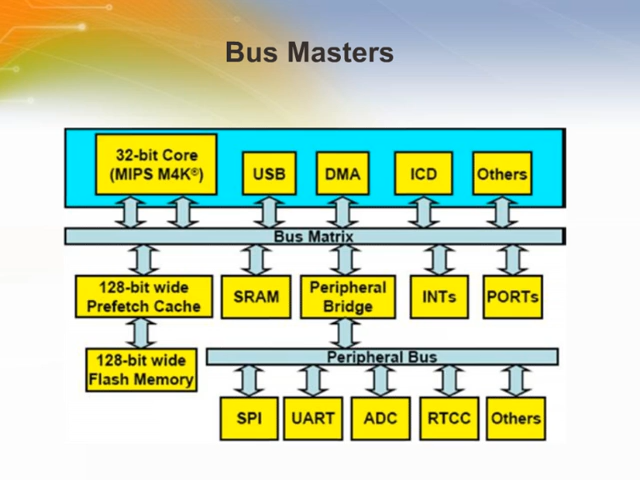 Bus Masters
32-bit Core
(MIPS M4K®)
USB
DMA
ICD
Others
Bus Matrix
128-bit wide
Prefetch Cache
SRAM
Peripheral
Bridge
INTs
PORTs
128-bit wide
Flash Memory
Peripheral Bus
SPI
UART
ADC
RTCC
Others